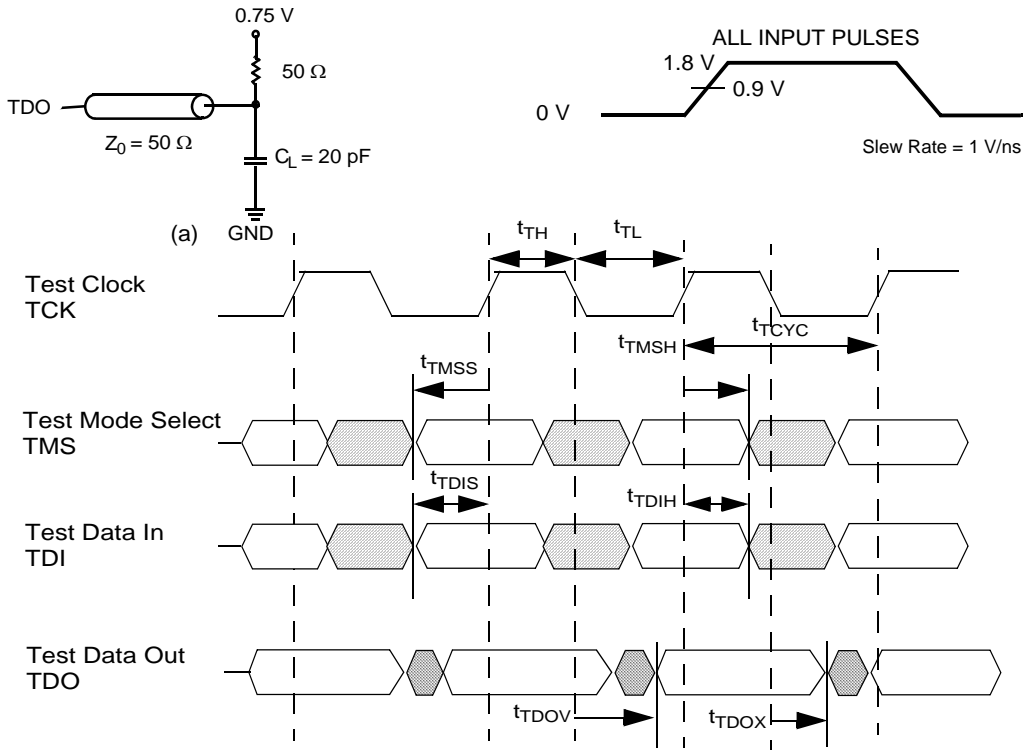 0.75 V
50 Ω
TDO
Z0 = 50 Ω
CL = 20 pF
(a) GND
ALL INPUT PULSES
1.8 V
0.9 V
0 V
Slew Rate = 1 V/ns
tTH
tTL
Test Clock
TCK
tTCYC
tTMSH
tTMSS
Test Mode Select
TMS
tTDIS
tTDIH
Test Data In
TDI
Test Data Out
TDO
tTDOV
tTDOX